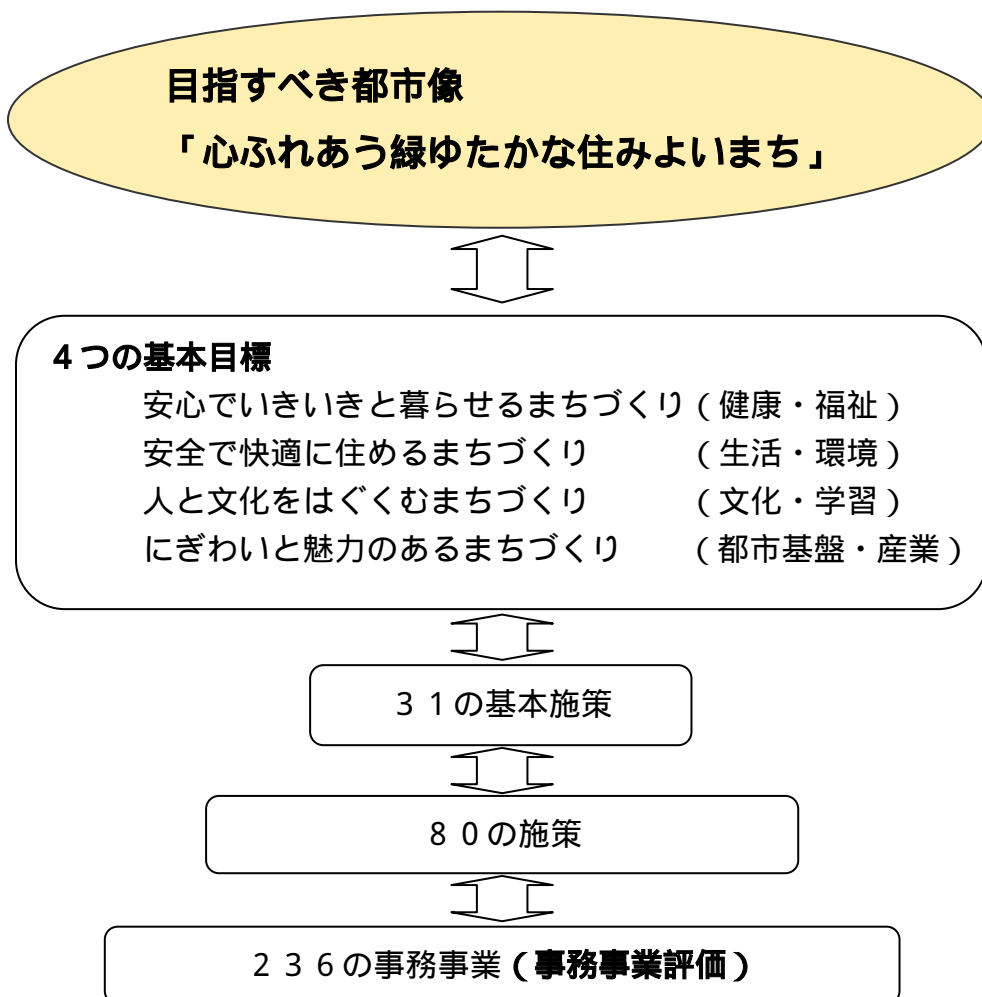 目指すべき都市像
「心ふれあう緑ゆたかな住みよいまち」
4つの基本目標
安心でいきいきと暮らせるまちづくり(健康・福祉)
安全で快適に住めるまちづくり (生活・環境)
人と文化をはぐくむまちづくり (文化・学習)
にぎわいと魅力のあるまちづくり (都市基盤・産業)
31の基本施策
80の施策
236の事務事業(事務事業評価)